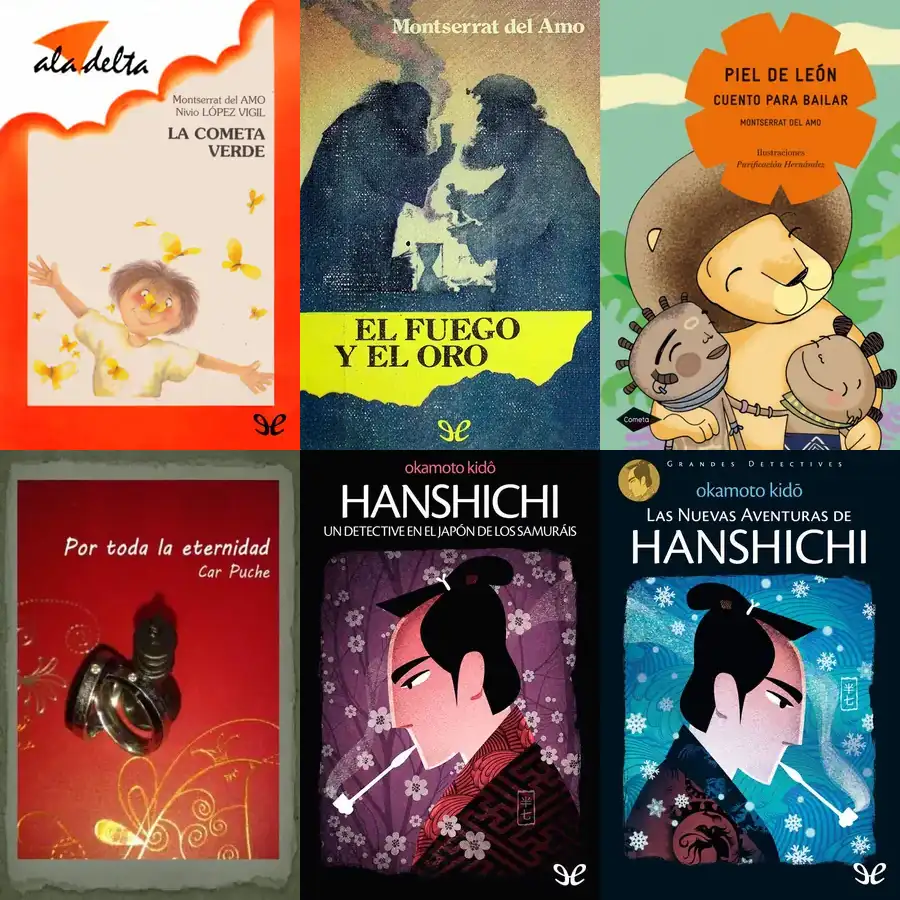 ala delta
Montserrat del AMO
Nivio LÓPEZ VIGIL
LA COMETA
VERDE
Montserrat del Amo
EL FUEGO
Y EL ORO
PIEL DE LEÓN
CUENTO PARA BAILAR
MONTSERRAT DEL AMO
Ilustraciones
Purificación Hernández
Cometa
Por toda la eternidad
Car Puche
okamoto kidô
HANSHICHI
UN DETECTIVE EN EL JAPÓN DE LOS SAMURÁIS
半七
GRANDES DETECTIVES
okamoto kidō
LAS NUEVAS AVENTURAS DE
HANSHICHI
半七